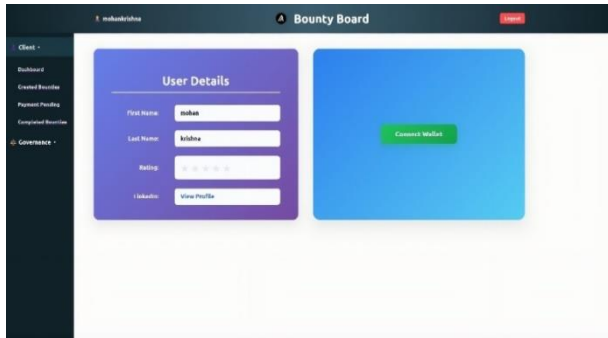 mohankrishna
Bounty Board
Logout
Client
Dashboard
Created Bounties
Payment Pending
Completed Bounties
Governance
User Details
First Name: mohan
Last Name: krishna
Rating:
LinkedIn: View Profile
Connect Wallet